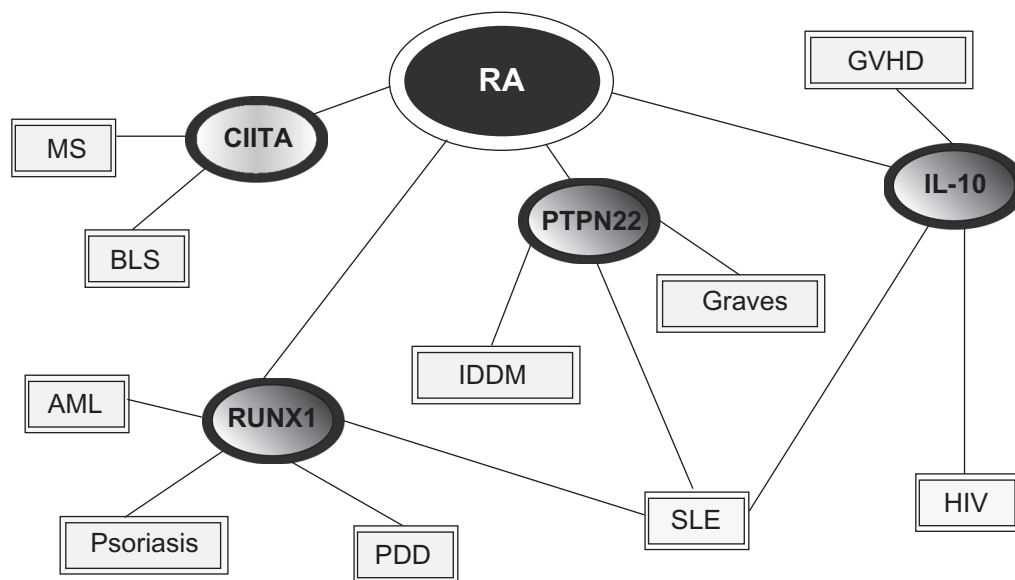 RA
GVHD
CIITA
MS
IL-10
PTPN22
BLS
Graves
IDDM
AML
RUNX1
SLE
HIV
Psoriasis
PDD